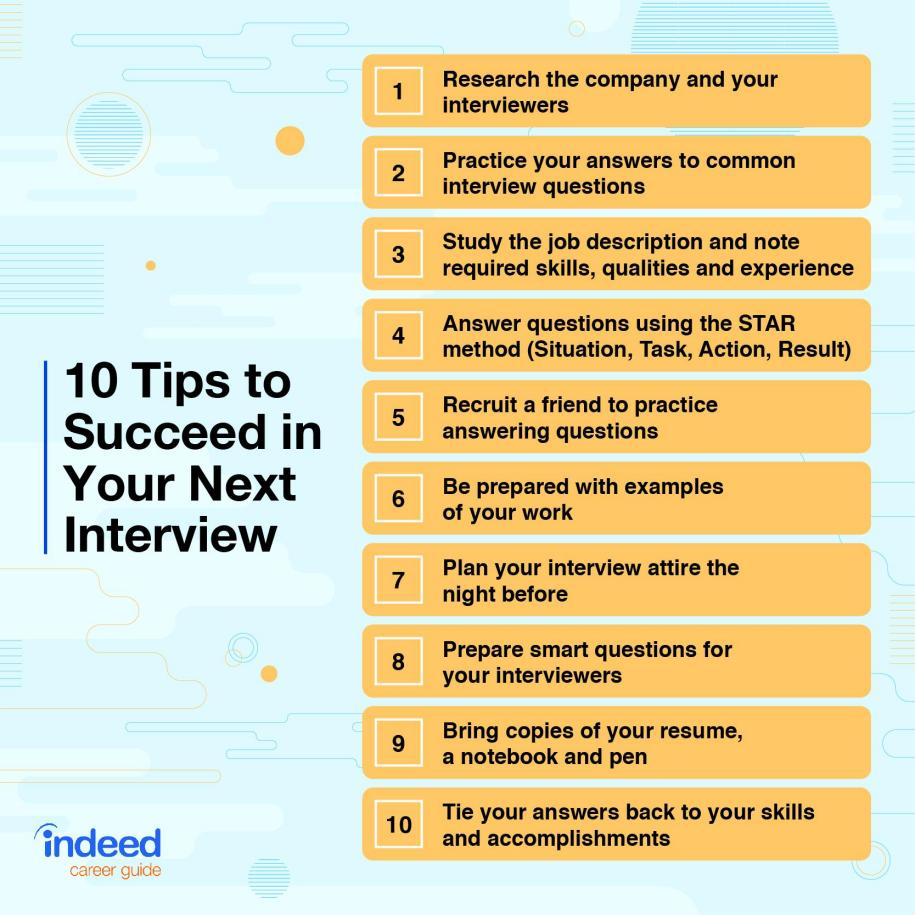 10 Tips to
Succeed in
Your Next
Interview
1
Research the company and your
interviewers
2
Practice your answers to common
interview questions
3
Study the job description and note
required skills, qualities and experience
4
Answer questions using the STAR
method (Situation, Task, Action, Result)
5
Recruit a friend to practice
answering questions
6
Be prepared with examples
of your work
7
Plan your interview attire the
night before
8
Prepare smart questions for
your interviewers
9
Bring copies of your resume,
a notebook and pen
10
Tie your answers back to your skills
and accomplishments
indeed
career guide